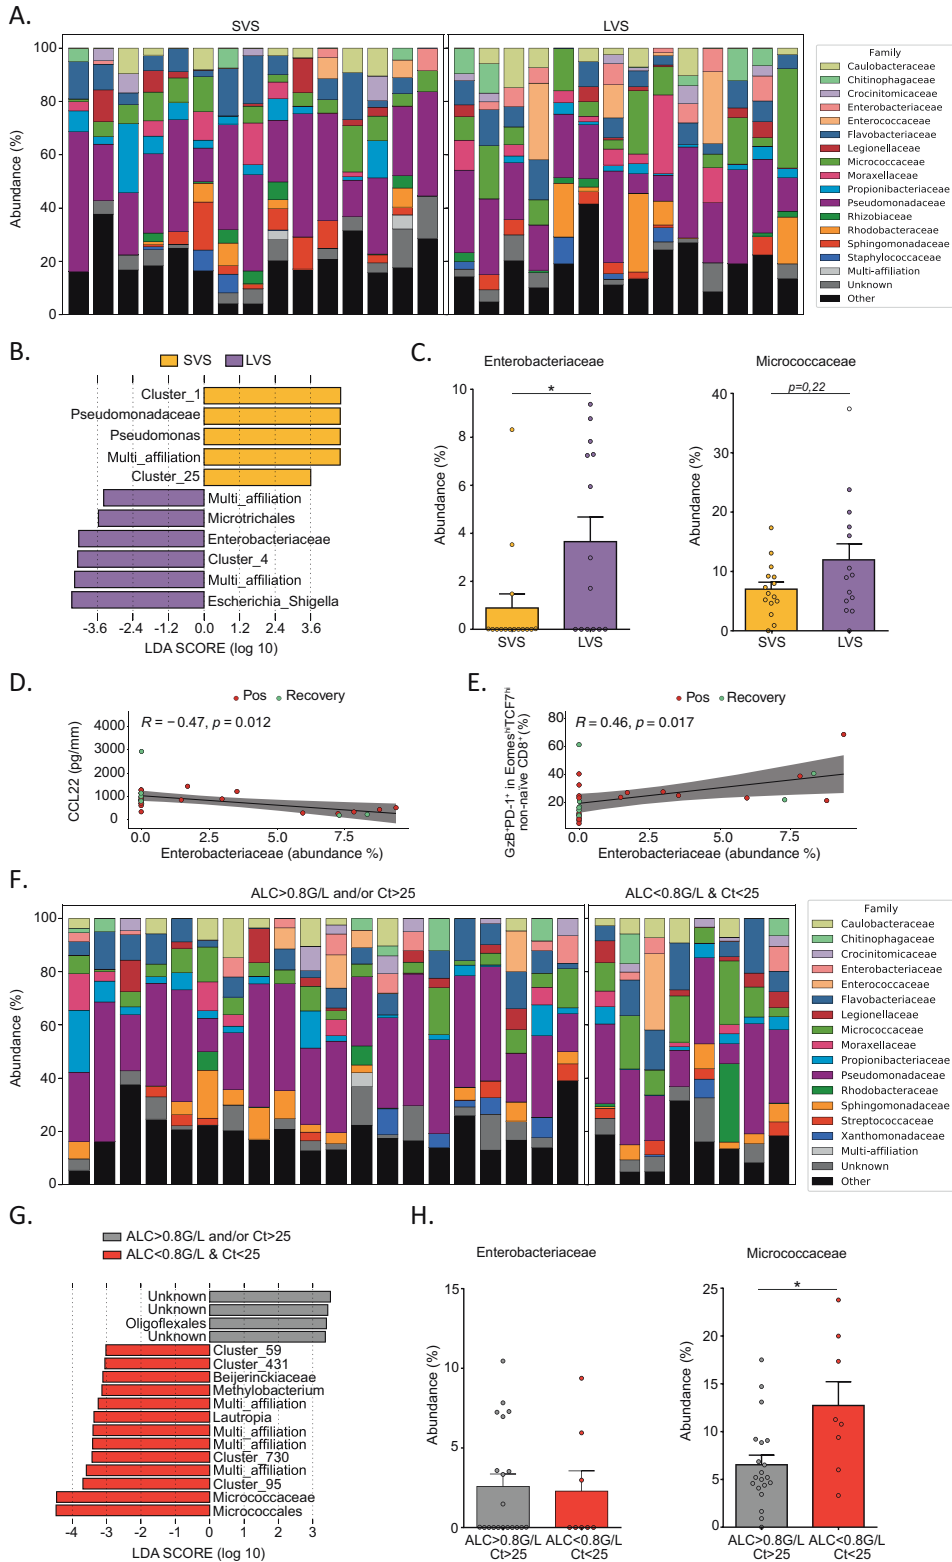 A.
SVS
LVS
100
80
60
40
20
0
Abundance (%)
Family
Caulobacteraceae
Chitinophagaceae
Crocinitomicaceae
Enterobacteriaceae
Enterococcaceae
Flavobacteriaceae
Legionellaceae
Micrococcaceae
Moraxellaceae
Propionibacteriaceae
Pseudomonadaceae
Rhizobiaceae
Rhodobacteraceae
Sphingomonadaceae
Staphylococcaceae
Multi-affiliation
Unknown
Other
B.
SVS LVS
Cluster_1
Pseudomonadaceae
Pseudomonas
Multi_affiliation
Cluster_25
Multi_affiliation
Microtrichales
Enterobacteriaceae
Cluster_4
Multi_affiliation
Escherichia_Shigella
-3.6 -2.4 -1.2 0.0 1.2 2.4 3.6
LDA SCORE (log 10)
C.
Enterobacteriaceae
10
8
6
4
2
0
Abundance (%)
*
SVS LVS
Micrococcaceae
40
30
20
10
0
Abundance (%)
p=0,22
SVS LVS
D.
Pos Recovery
R = −0.47, p = 0.012
4000
3000
2000
1000
0
CCL22 (pg/mm)
0.0 2.5 5.0 7.5
Enterobacteriaceae (abundance %)
E.
Pos Recovery
R = 0.46, p = 0.017
80
60
40
20
GzB⁺PD-1⁺ in EomesʰⁱTCF7ʰⁱ
non-naïve CD8⁺(%)
0.0 2.5 5.0 7.5
Enterobacteriaceae (abundance %)
F.
ALC>0.8G/L and/or Ct>25
ALC<0.8G/L & Ct<25
100
80
60
40
20
0
Abundance (%)
Family
Caulobacteraceae
Chitinophagaceae
Crocinitomicaceae
Enterobacteriaceae
Enterococcaceae
Flavobacteriaceae
Legionellaceae
Micrococcaceae
Moraxellaceae
Propionibacteriaceae
Pseudomonadaceae
Rhodobacteraceae
Sphingomonadaceae
Streptococcaceae
Xanthomonadaceae
Multi-affiliation
Unknown
Other
G.
ALC>0.8G/L and/or Ct>25
ALC<0.8G/L & Ct<25
Unknown
Unknown
Oligoflexales
Unknown
Cluster_59
Cluster_431
Beijerinckiaceae
Methylobacterium
Multi_affiliation
Lautropia
Multi_affiliation
Multi_affiliation
Cluster_730
Multi_affiliation
Cluster_95
Micrococcaceae
Micrococcales
-4 -3 -2 -1 0 1 2 3
LDA SCORE (log 10)
H.
Enterobacteriaceae
15
10
5
0
Abundance (%)
ALC>0.8G/L ALC<0.8G/L
Ct>25 Ct<25
Micrococcaceae
25
20
15
10
5
0
Abundance (%)
*
ALC>0.8G/L ALC<0.8G/L
Ct>25 Ct<25